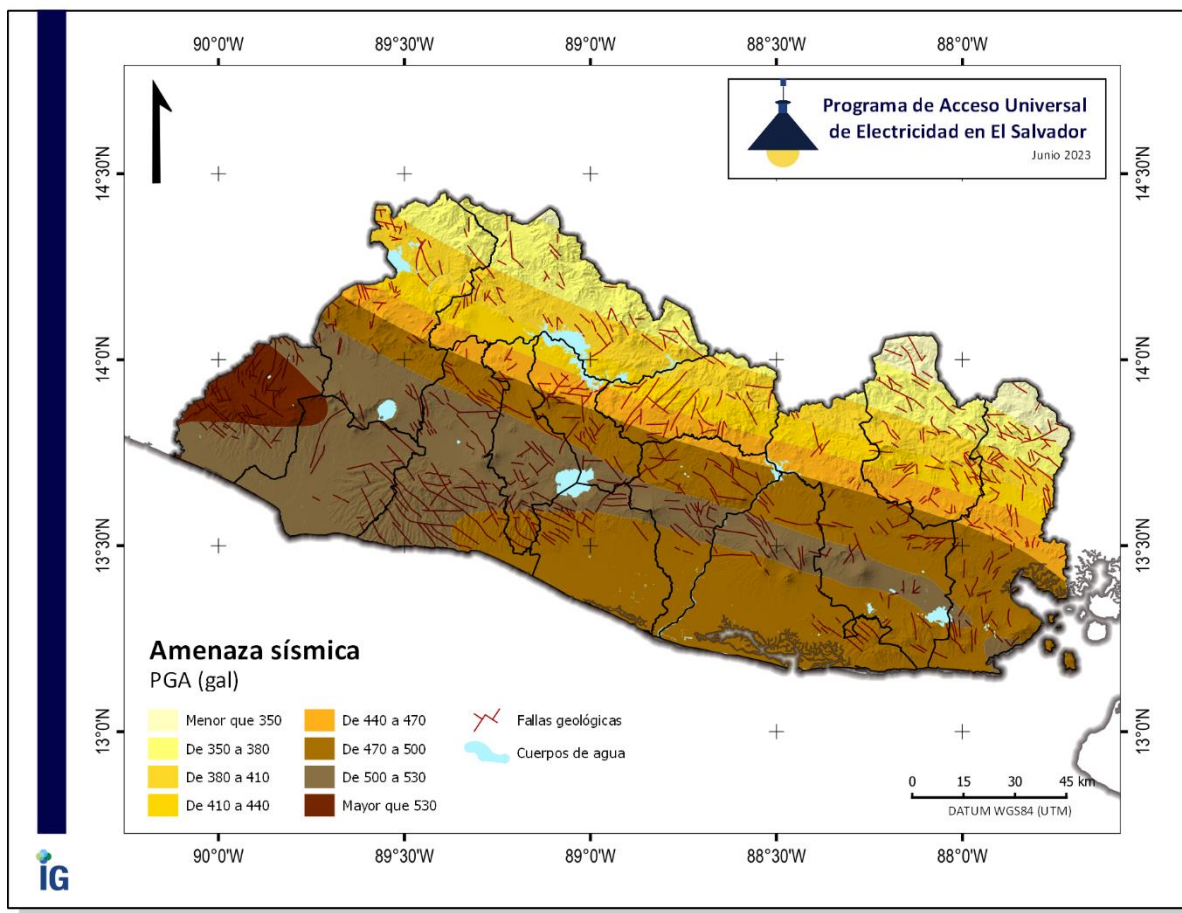 90°0'W 89°30'W 89°0'W 88°30'W 88°0'W
Programa de Acceso Universal
de Electricidad en El Salvador
Junio 2023
14°30'N 14°30'N
14°0'N 14°0'N
13°30'N 13°30'N
13°0'N 13°0'N
Amenaza sísmica
PGA (gal)
Menor que 350
De 350 a 380
De 380 a 410
De 410 a 440
De 440 a 470
De 470 a 500
De 500 a 530
Mayor que 530
Fallas geológicas
Cuerpos de agua
0 15 30 45 km
DATUM WGS84 (UTM)
90°0'W 89°30'W 89°0'W 88°30'W 88°0'W
IG